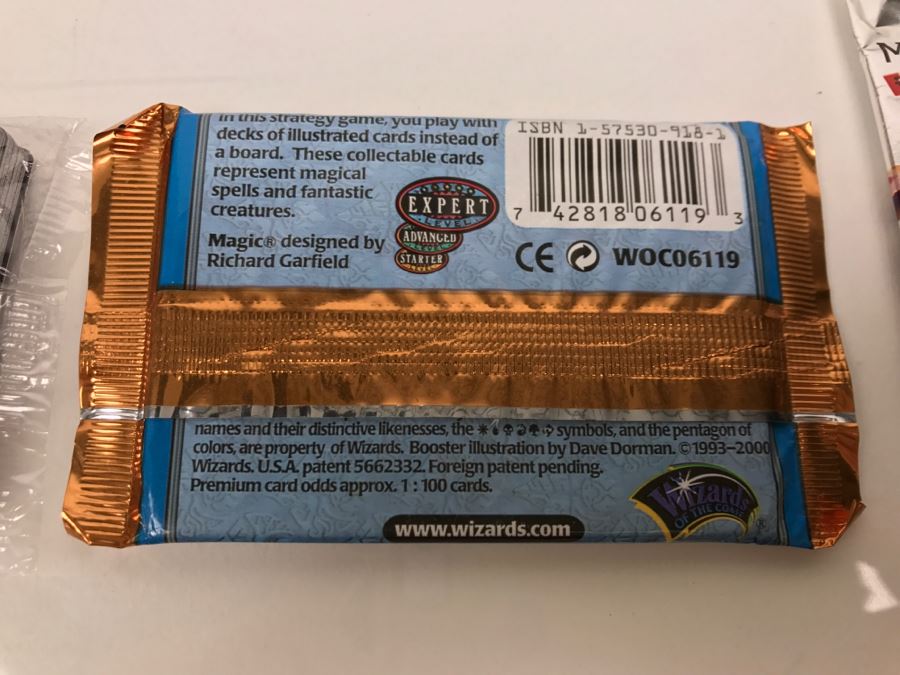 in this strategy game, you play with
decks of illustrated cards instead of
a board. These collectable cards
represent magical
spells and fantastic
creatures.
Magic® designed by
Richard Garfield
EXPERT
LEVEL
ADVANCED
LEVEL
STARTER
LEVEL
ISBN 1-57530-918-1
7 42818 06119 3
CE WOC06119
names and their distinctive likenesses, the symbols, and the pentagon of
colors, are property of Wizards. Booster illustration by Dave Dorman. ©1993–2000
Wizards. U.S.A. patent 5662332. Foreign patent pending.
Premium card odds approx. 1 : 100 cards.
www.wizards.com
Wizards
OF THE COAST ®
M